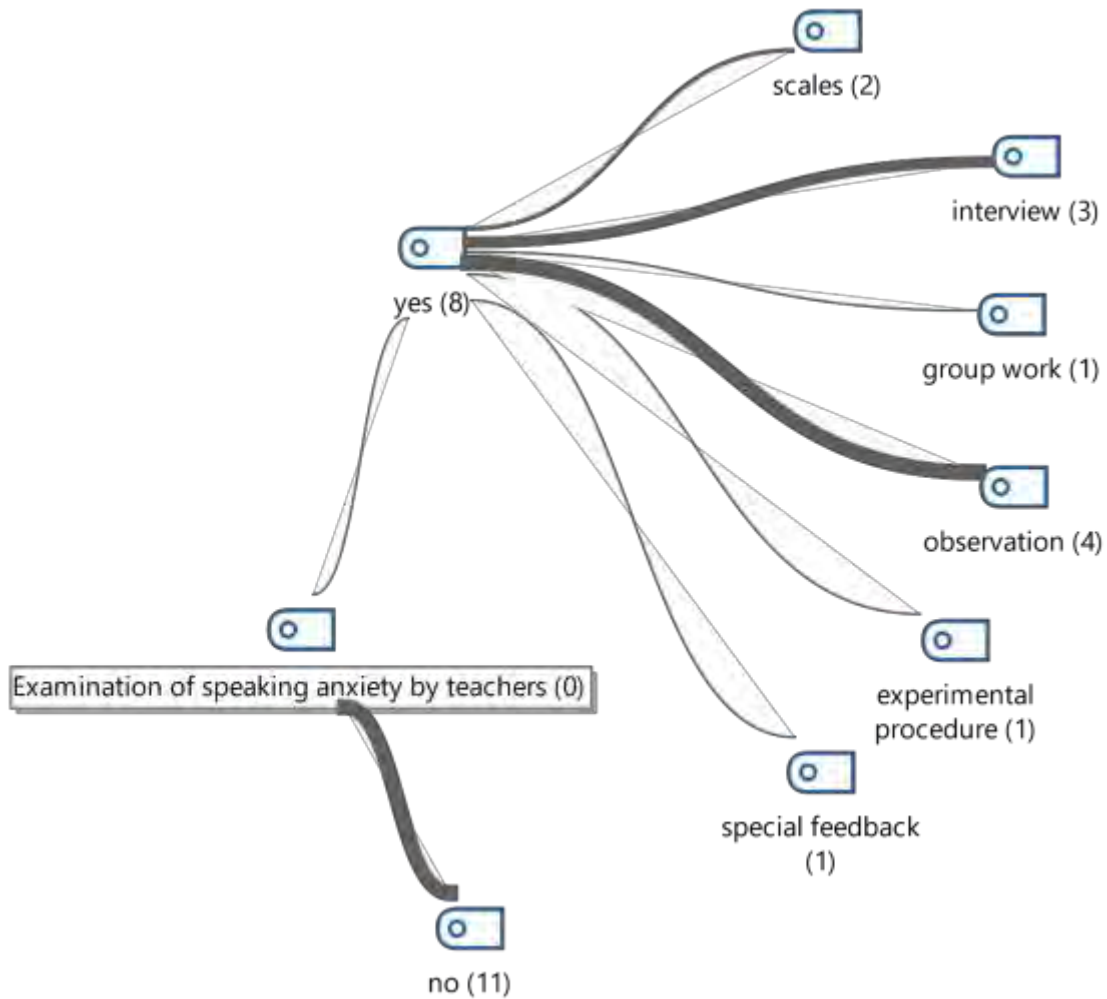 scales (2)
interview (3)
yes (8)
group work (1)
observation (4)
Examination of speaking anxiety by teachers (0)
experimental
procedure (1)
special feedback
(1)
no (11)